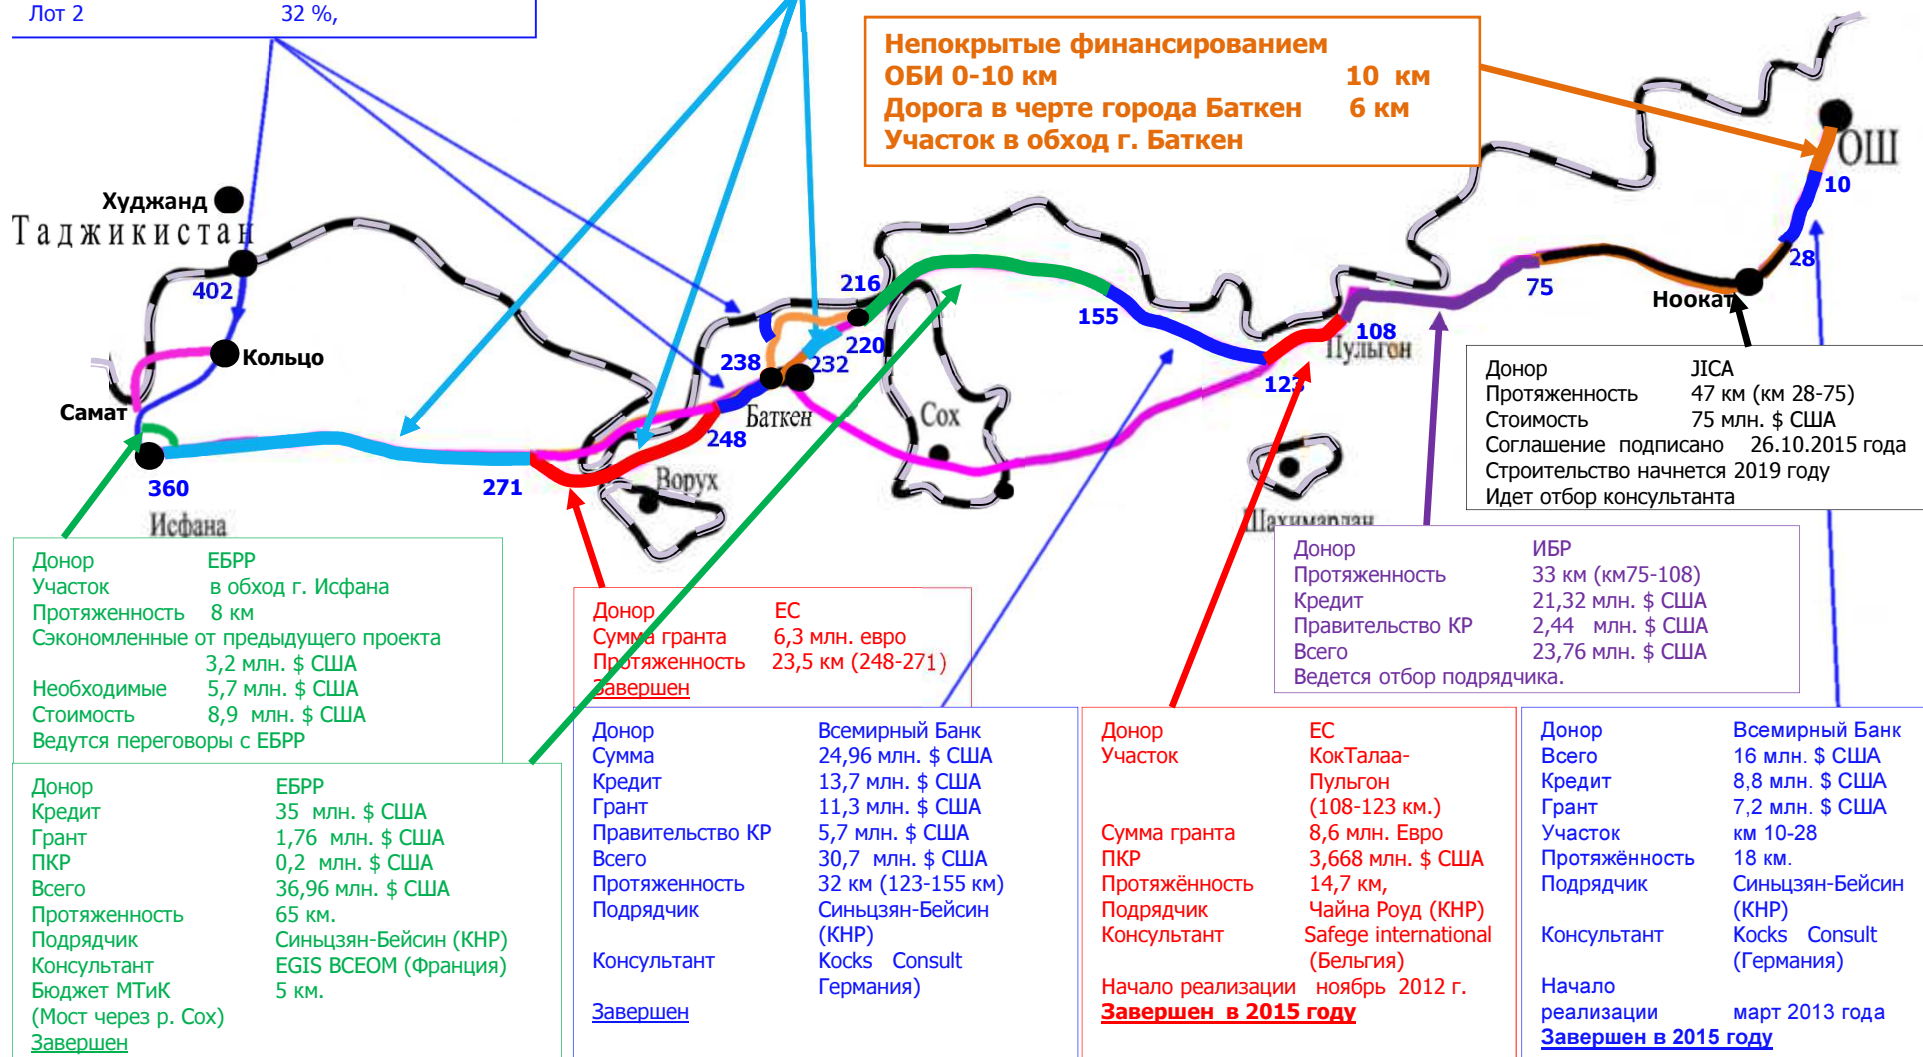 Лот 2 32 %,
Непокрытые финансированием
ОБИ 0-10 км 10 км
Дорога в черте города Баткен 6 км
Участок в обход г. Баткен
ОШ
10
28
Ноокат
75
108
Пульгон
123
155
216
220
232
238
Баткен
248
Сох
Ворух
Шахимардан
271
360
Исфана
Самат
Кольцо
402
Худжанд
Таджикистан
Донор JICA
Протяженность 47 км (км 28-75)
Стоимость 75 млн. $ США
Соглашение подписано 26.10.2015 года
Строительство начнется 2019 году
Идет отбор консультанта
Донор ЕБРР
Участок в обход г. Исфана
Протяженность 8 км
Сэкономленные от предыдущего проекта
3,2 млн. $ США
Необходимые 5,7 млн. $ США
Стоимость 8,9 млн. $ США
Ведутся переговоры с ЕБРР
Донор ЕС
Сумма гранта 6,3 млн. евро
Протяженность 23,5 км (248-271)
Завершен
Донор ИБР
Протяженность 33 км (км75-108)
Кредит 21,32 млн. $ США
Правительство КР 2,44 млн. $ США
Всего 23,76 млн. $ США
Ведется отбор подрядчика.
Донор ЕБРР
Кредит 35 млн. $ США
Грант 1,76 млн. $ США
ПКР 0,2 млн. $ США
Всего 36,96 млн. $ США
Протяженность 65 км.
Подрядчик Синьцзян-Бейсин (КНР)
Консультант EGIS BCEOM (Франция)
Бюджет МТиК 5 км.
(Мост через р. Сох)
Завершен
Донор Всемирный Банк
Сумма 24,96 млн. $ США
Кредит 13,7 млн. $ США
Грант 11,3 млн. $ США
Правительство КР 5,7 млн. $ США
Всего 30,7 млн. $ США
Протяженность 32 км (123-155 км)
Подрядчик Синьцзян-Бейсин
(КНР)
Консультант Kocks Consult
Германия)
Завершен
Донор ЕС
Участок КокТалаа-
Пульгон
(108-123 км.)
Сумма гранта 8,6 млн. Евро
ПКР 3,668 млн. $ США
Протяжённость 14,7 км,
Подрядчик Чайна Роуд (КНР)
Консультант Safege international
(Бельгия)
Начало реализации ноябрь 2012 г.
Завершен в 2015 году
Донор Всемирный Банк
Всего 16 млн. $ США
Кредит 8,8 млн. $ США
Грант 7,2 млн. $ США
Участок км 10-28
Протяжённость 18 км.
Подрядчик Синьцзян-Бейсин
(КНР)
Консультант Kocks Consult
(Германия)
Начало
реализации март 2013 года
Завершен в 2015 году